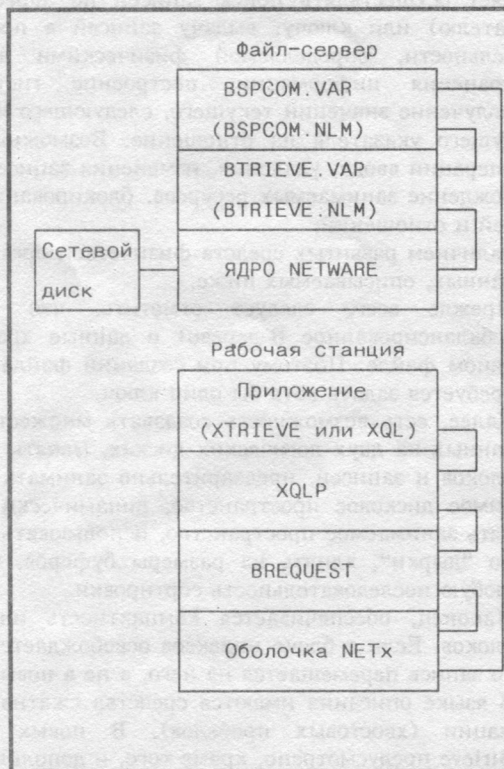 Файл-сервер
BSPCOM.VAR
(BSPCOM.NLM)
BTRIEVE.VAP
(BTRIEVE.NLM)
ЯДРО NETWARE
Сетевой
диск
Рабочая станция
Приложение
(XTRIEVE или XQL)
XQLP
BREQUEST
Оболочка NETx